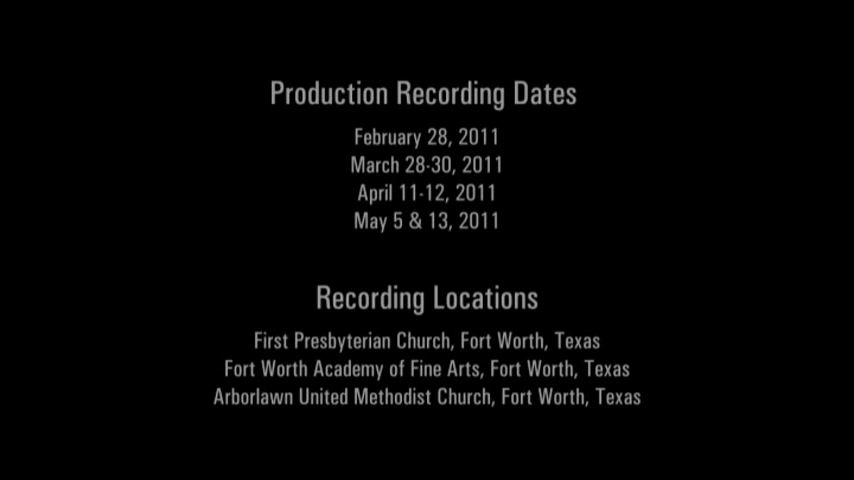 Production Recording Dates
February 28, 2011
March 28-30, 2011
April 11-12, 2011
May 5 & 13, 2011
Recording Locations
First Presbyterian Church, Fort Worth, Texas
Fort Worth Academy of Fine Arts, Fort Worth, Texas
Arborlawn United Methodist Church, Fort Worth, Texas